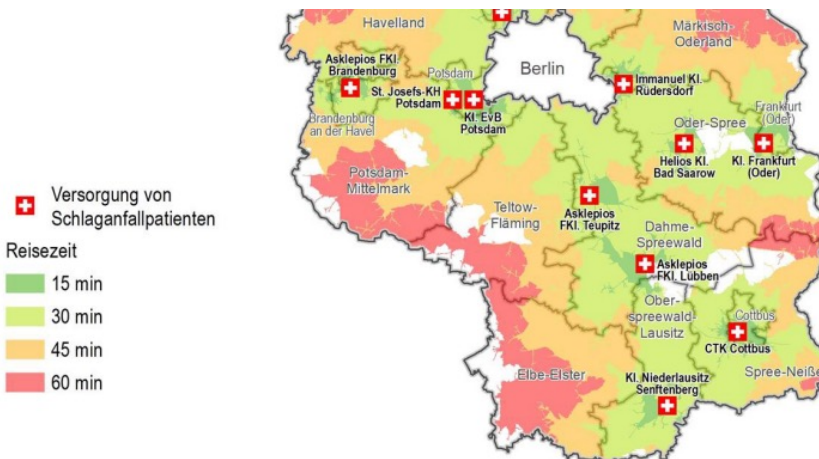 Havelland
Märkisch-
Oderland
Berlin
Asklepios FKl.
Brandenburg
Potsdam
St. Josefs-KH
Potsdam
Kl. EvB
Potsdam
Immanuel Kl.
Rüdersdorf
Brandenburg
an der Havel
Oder-Spree
Frankfurt
(Oder)
Helios Kl.
Bad Saarow
Kl. Frankfurt
(Oder)
Potsdam-
Mittelmark
Teltow-
Fläming
Asklepios
FKl. Teupitz
Dahme-
Spreewald
Asklepios
FKl. Lübben
Ober-
spreewald-
Lausitz
Cottbus
CTK Cottbus
Elbe-Elster
Kl. Niederlausitz
Senftenberg
Spree-Neiße
Versorgung von
Schlaganfallpatienten
Reisezeit
15 min
30 min
45 min
60 min